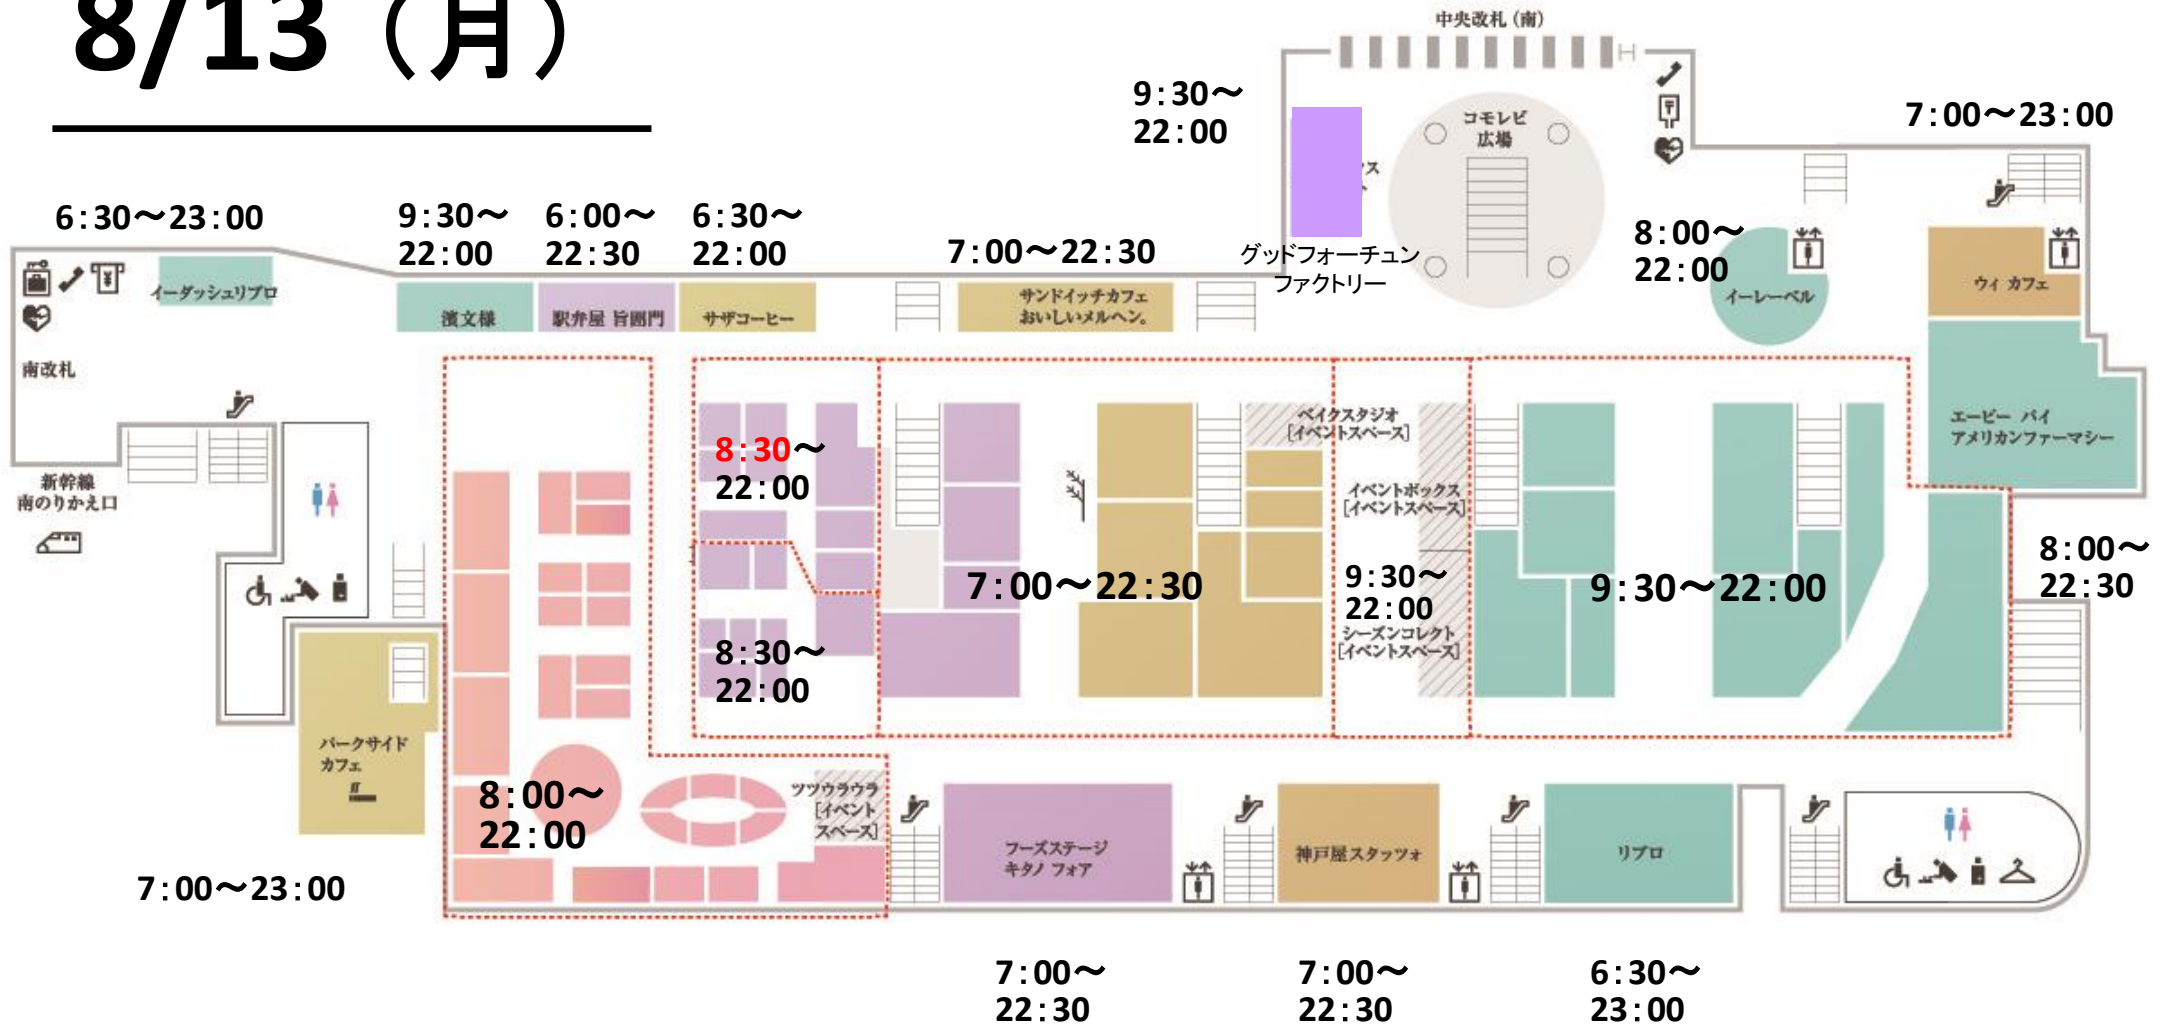 8/13（月）
中央改札（南）
9:30～
22:00
7:00～23:00
コモレビ
広場
ス
6:30～23:00
9:30～
22:00
6:00～
22:30
6:30～
22:00
7:00～22:30
グッドフォーチュン
ファクトリー
8:00～
22:00
イーダッシュリブロ
濱文様
駅弁屋 旨囲門
サザコーヒー
サンドイッチカフェ
おいしいメルヘン。
イーレーベル
ウィ カフェ
南改札
新幹線
南のりかえ口
8:30～
22:00
ベイクスタジオ
[イベントスペース]
イベントボックス
[イベントスペース]
エービー バイ
アメリカンファーマシー
7:00～22:30
9:30～
22:00
9:30～22:00
8:00～
22:30
シーズンコレクト
[イベントスペース]
8:30～
22:00
パークサイド
カフェ
8:00～
22:00
ツツウラウラ
[イベント
スペース]
フーズステージ
キタノ フォア
神戸屋スタッツォ
リブロ
7:00～23:00
7:00～
22:30
7:00～
22:30
6:30～
23:00